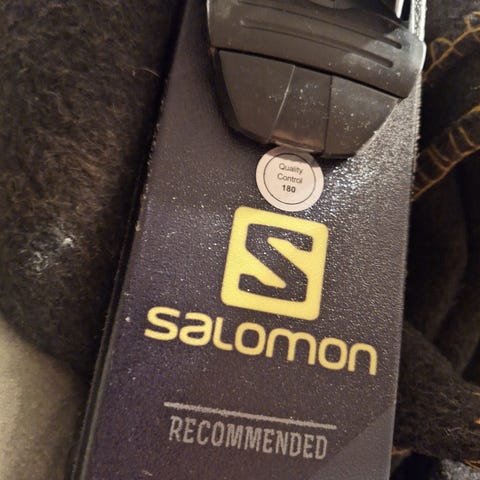 Quality
Control
180
S
SALOMON
RECOMMENDED